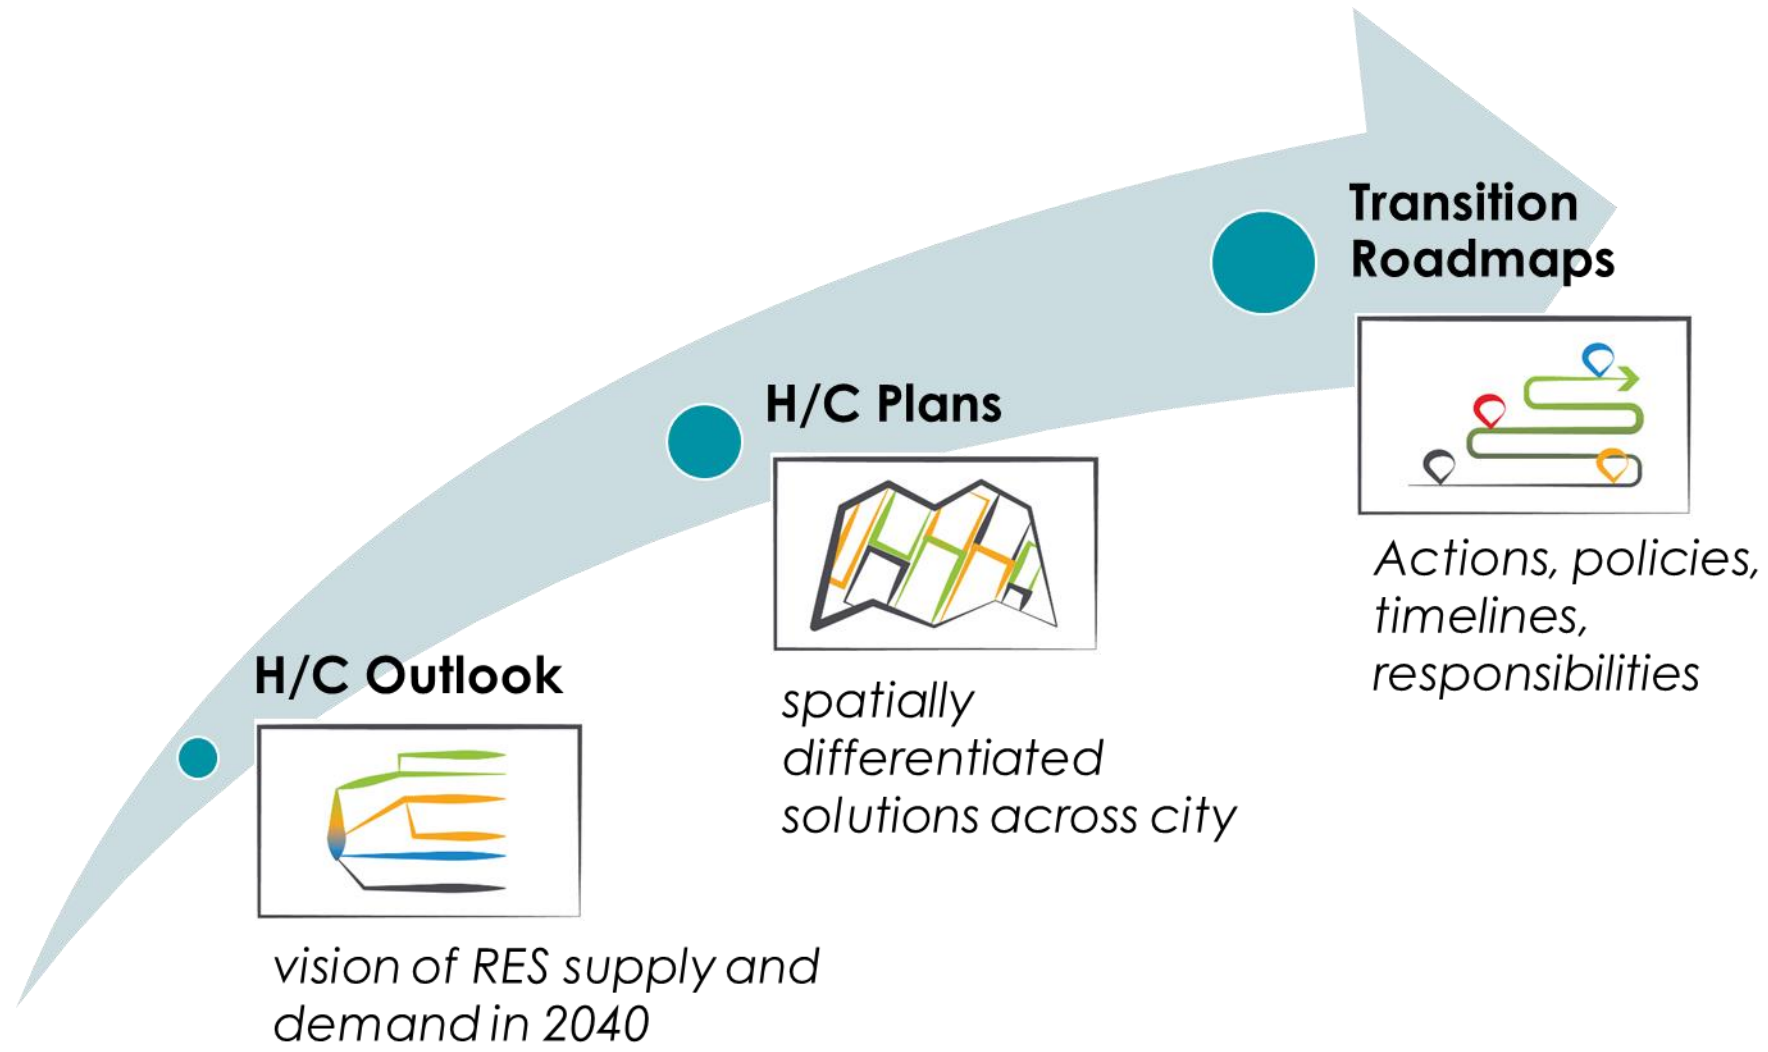 H/C Outlook
vision of RES supply and
demand in 2040
H/C Plans
spatially
differentiated
solutions across city
Transition
Roadmaps
Actions, policies,
timelines,
responsibilities